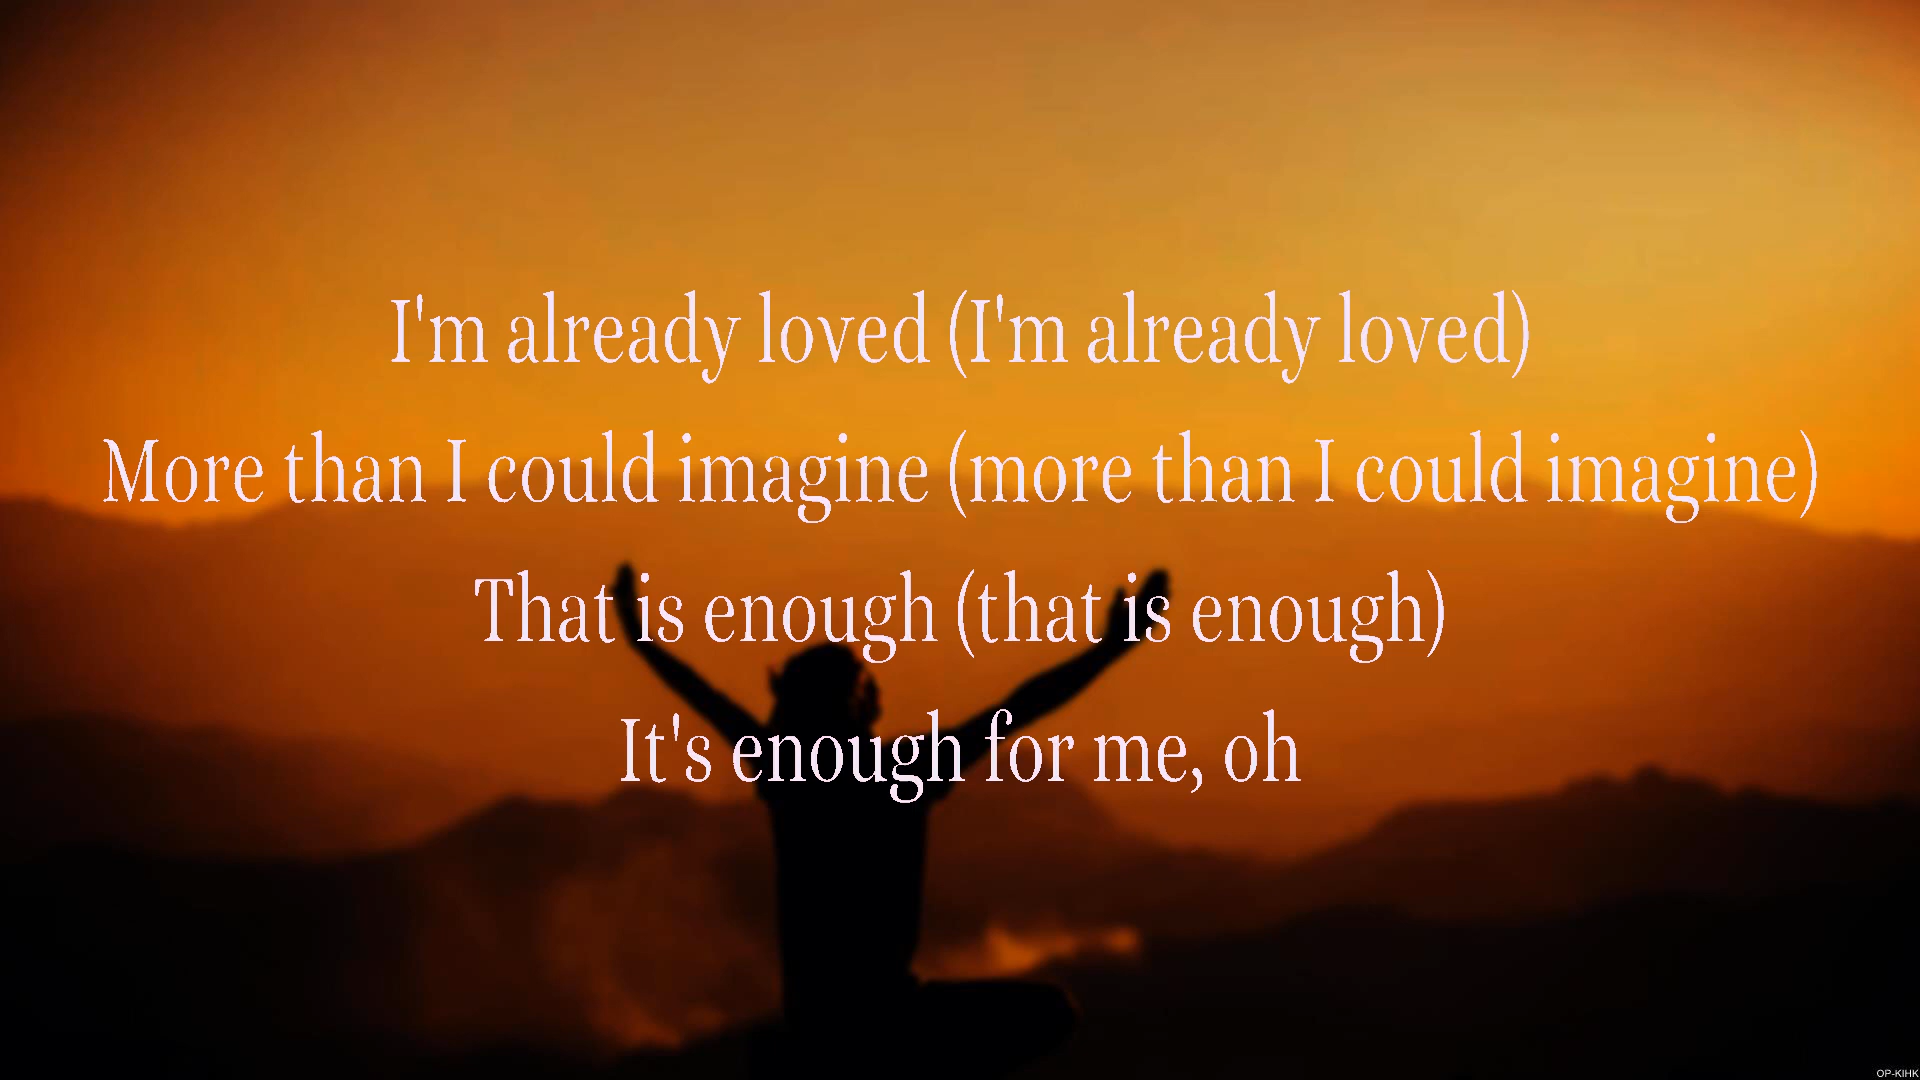 I'm already loved (I'm already loved)
More than I could imagine (more than I could imagine)
That is enough (that is enough)
It's enough for me, oh
OP-KIHK